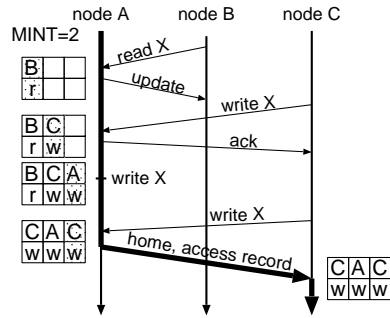 node A node B node C
MINT=2
read X
B
r
update
write X
B C
r w
ack
B C A
r w w
write X
write X
C A C
w w w
home, access record
C A C
w w w